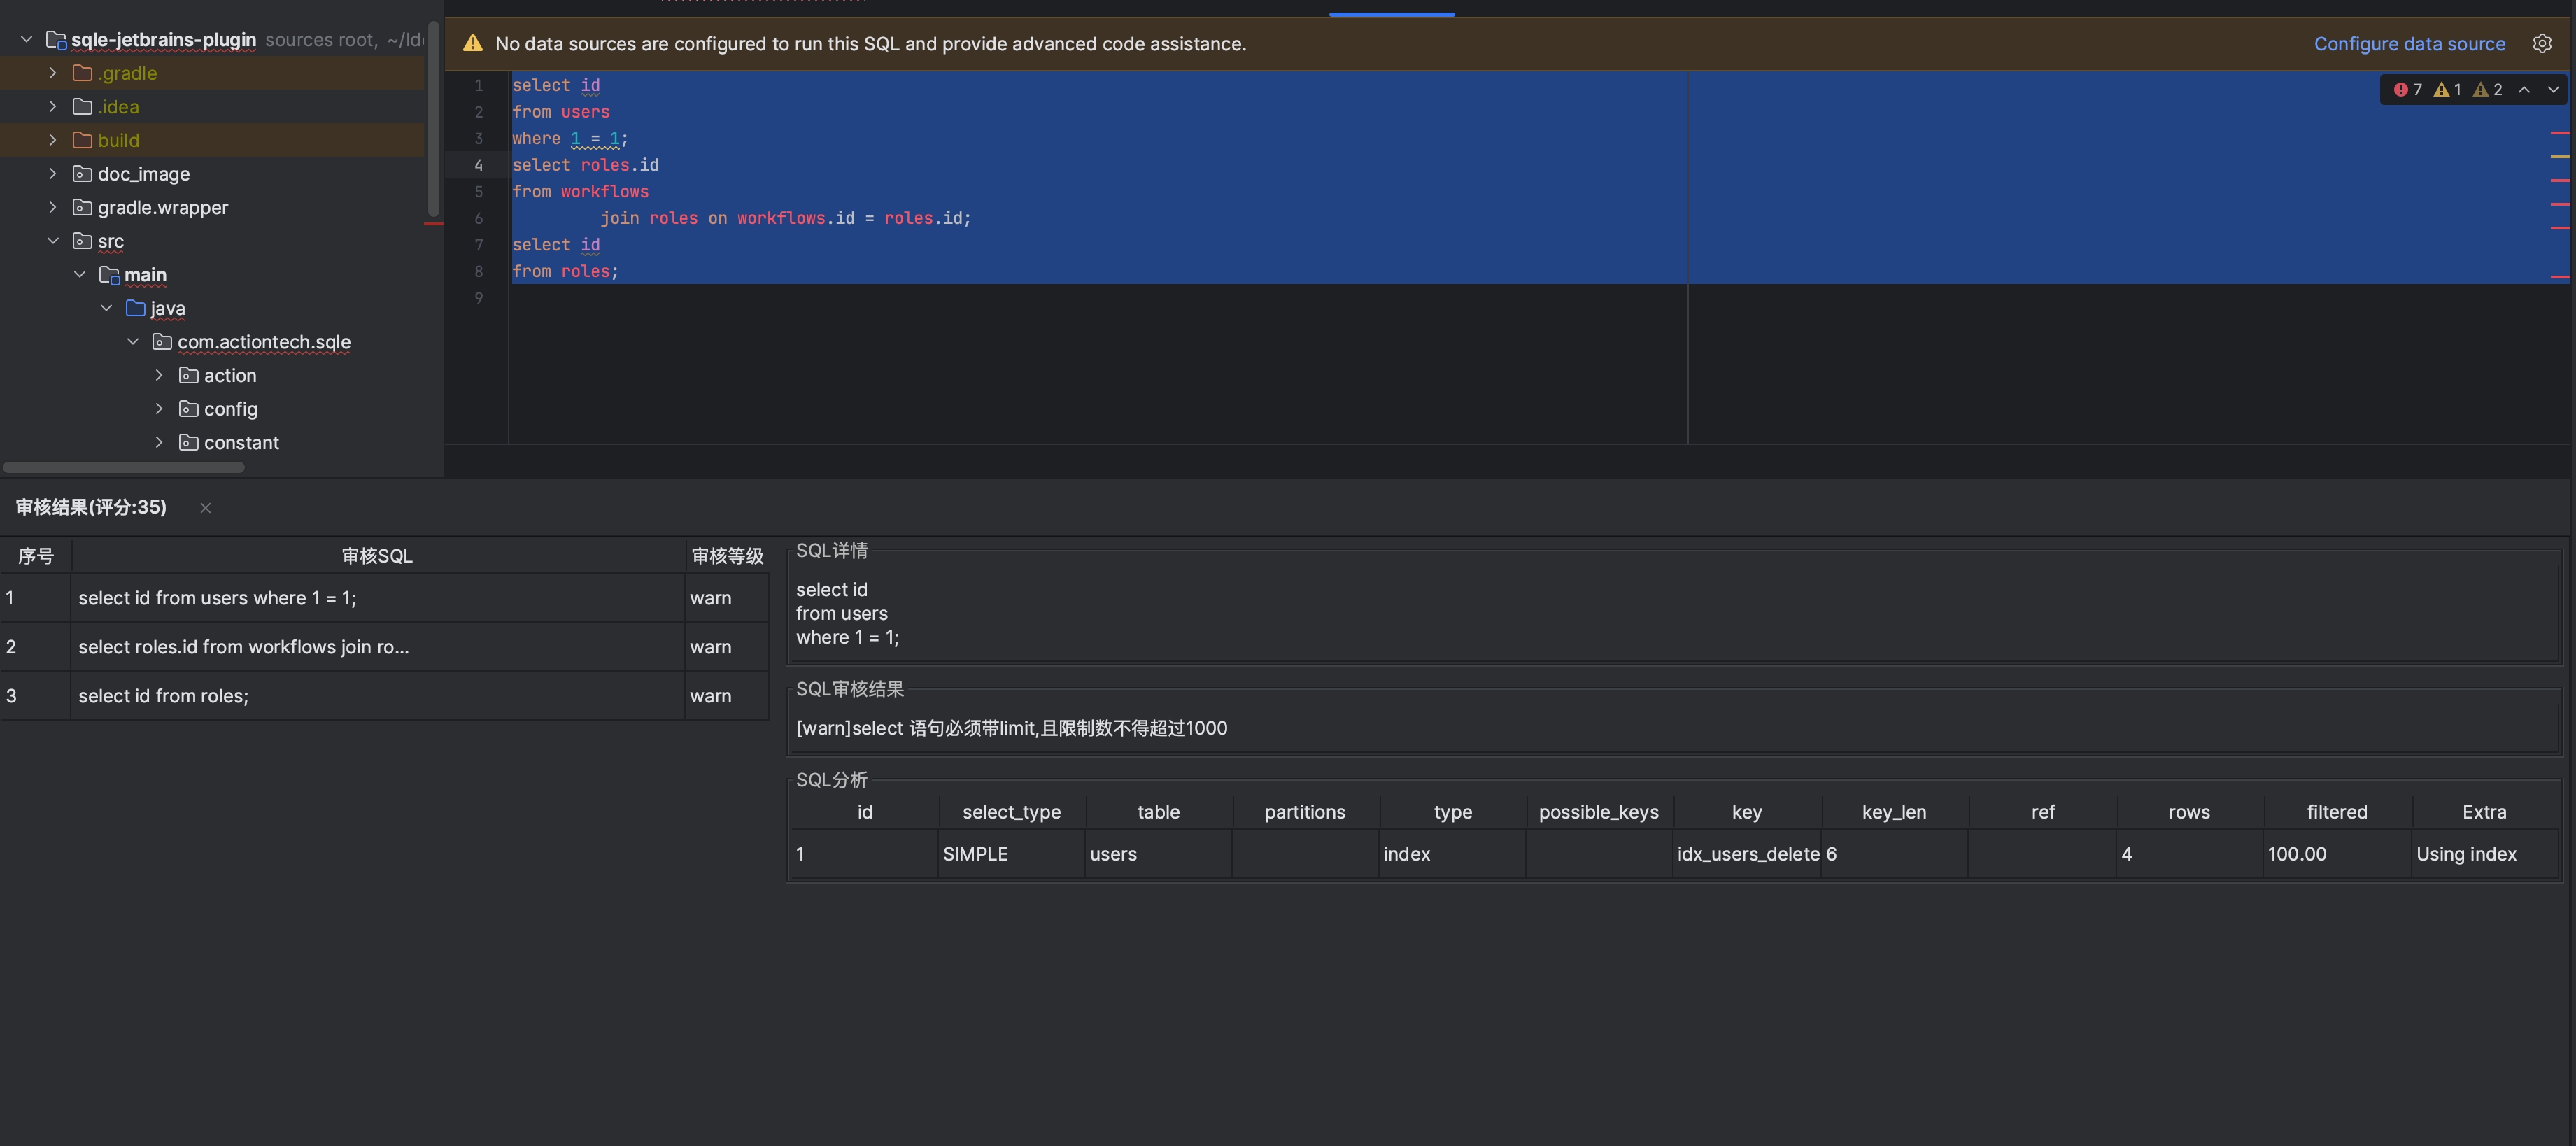 sqle-jetbrains-plugin sources root, ~/Id
.gradle
.idea
build
doc_image
gradle.wrapper
src
main
java
com.actiontech.sqle
action
config
constant
No data sources are configured to run this SQL and provide advanced code assistance.
Configure data source
7 1 2
1 select id
2 from users
3 where 1 = 1;
4 select roles.id
5 from workflows
6 join roles on workflows.id = roles.id;
7 select id
8 from roles;
9
审核结果(评分:35)
序号 审核SQL 审核等级
1 select id from users where 1 = 1; warn
2 select roles.id from workflows join ro... warn
3 select id from roles; warn
SQL详情
select id
from users
where 1 = 1;
SQL审核结果
[warn]select 语句必须带limit,且限制数不得超过1000
SQL分析
id select_type table partitions type possible_keys key key_len ref rows filtered Extra
1 SIMPLE users index idx_users_delete 6 4 100.00 Using index